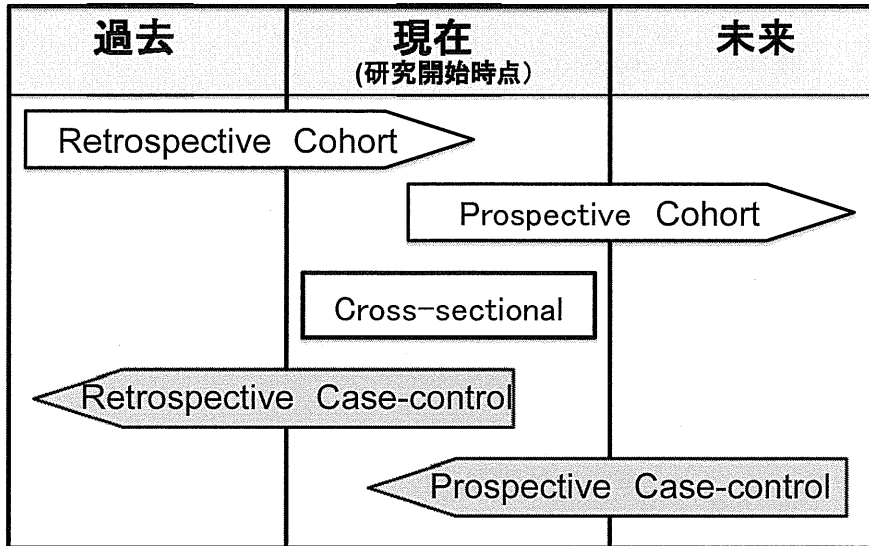 過去
現在
未来
(研究開始時点)
Retrospective Cohort
Prospective Cohort
Cross-sectional
Retrospective Case-control
Prospective Case-control